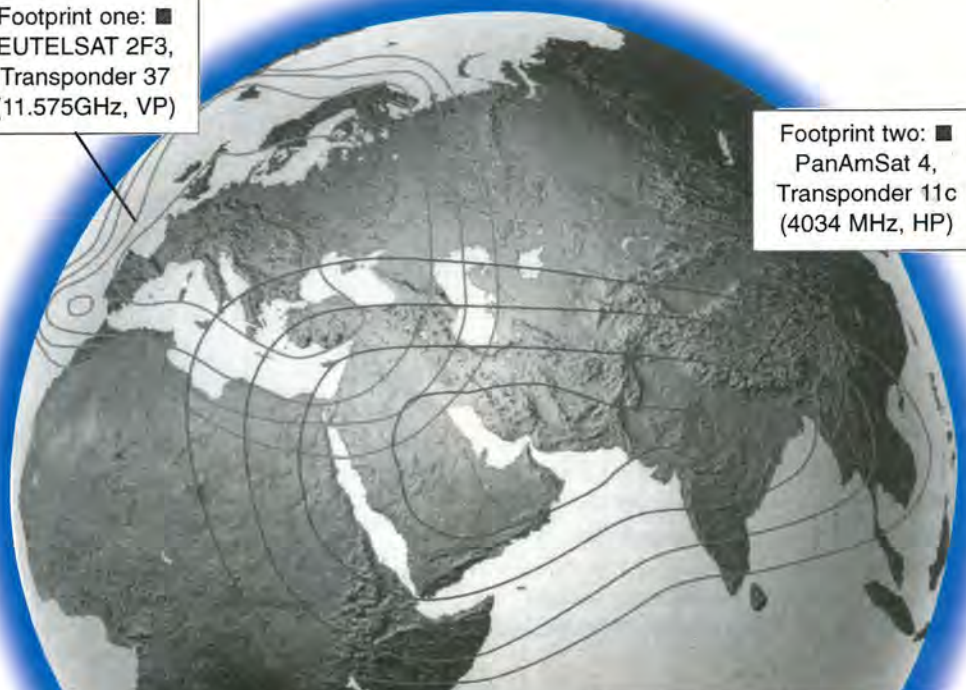 Footprint one: ■
EUTELSAT 2F3,
Transponder 37
(11.575GHz, VP)
Footprint two: ■
PanAmSat 4,
Transponder 11c
(4034 MHz, HP)